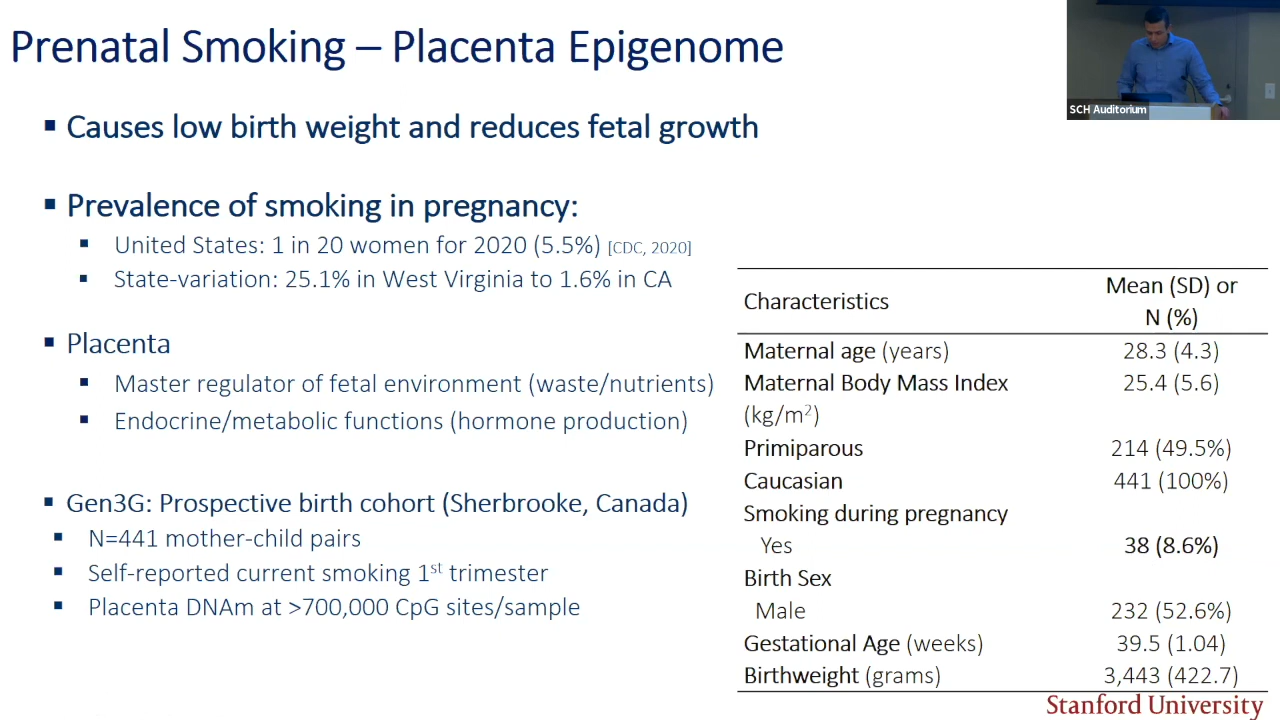 Prenatal Smoking – Placenta Epigenome
SCH Auditorium
▪ Causes low birth weight and reduces fetal growth
▪ Prevalence of smoking in pregnancy:
▪ United States: 1 in 20 women for 2020 (5.5%) [CDC, 2020]
▪ State-variation: 25.1% in West Virginia to 1.6% in CA
▪ Placenta
▪ Master regulator of fetal environment (waste/nutrients)
▪ Endocrine/metabolic functions (hormone production)
▪ Gen3G: Prospective birth cohort (Sherbrooke, Canada)
▪ N=441 mother-child pairs
▪ Self-reported current smoking 1st trimester
▪ Placenta DNAm at >700,000 CpG sites/sample
Characteristics Mean (SD) or
N (%)
Maternal age (years) 28.3 (4.3)
Maternal Body Mass Index 25.4 (5.6)
(kg/m2)
Primiparous 214 (49.5%)
Caucasian 441 (100%)
Smoking during pregnancy
Yes 38 (8.6%)
Birth Sex
Male 232 (52.6%)
Gestational Age (weeks) 39.5 (1.04)
Birthweight (grams) 3,443 (422.7)
Stanford University